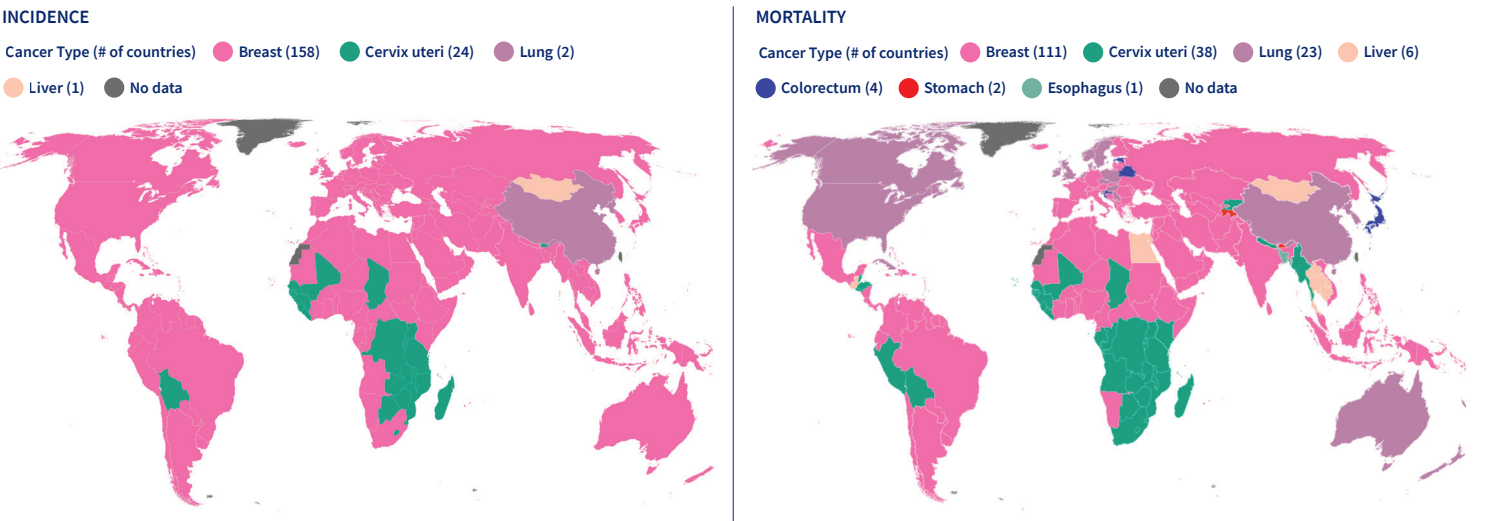 INCIDENCE
Cancer Type (# of countries) Breast (158) Cervix uteri (24) Lung (2)
Liver (1) No data
MORTALITY
Cancer Type (# of countries) Breast (111) Cervix uteri (38) Lung (23) Liver (6)
Colorectum (4) Stomach (2) Esophagus (1) No data